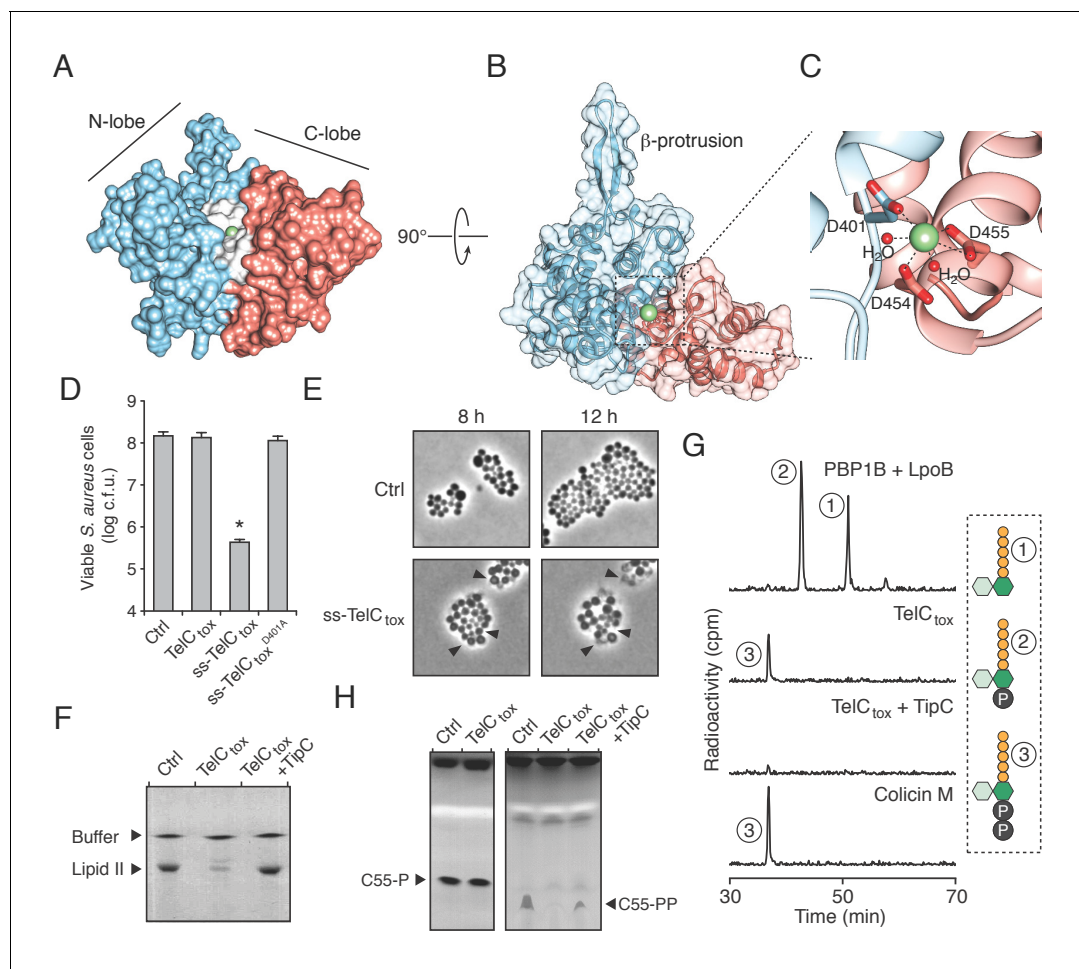 A
N-lobe
C-lobe
90°
B
β-protrusion
C
D401
H2O
D455
H2O
D454
D
Viable S. aureus cells
(log c.f.u.)
9
8
7
6
5
4
*
Ctrl
TelCtox
ss-TelCtox
ss-TelCtox D401A
E
8 h
12 h
Ctrl
ss-TelCtox
F
Ctrl
TelCtox
TelCtox
+TipC
Buffer
Lipid II
H
Ctrl
TelCtox
Ctrl
TelCtox
TelCtox
+TipC
C55-P
C55-PP
G
Radioactivity (cpm)
2
1
PBP1B + LpoB
TelCtox
3
TelCtox + TipC
Colicin M
3
30
50
70
Time (min)
1
2
P
3
P
P